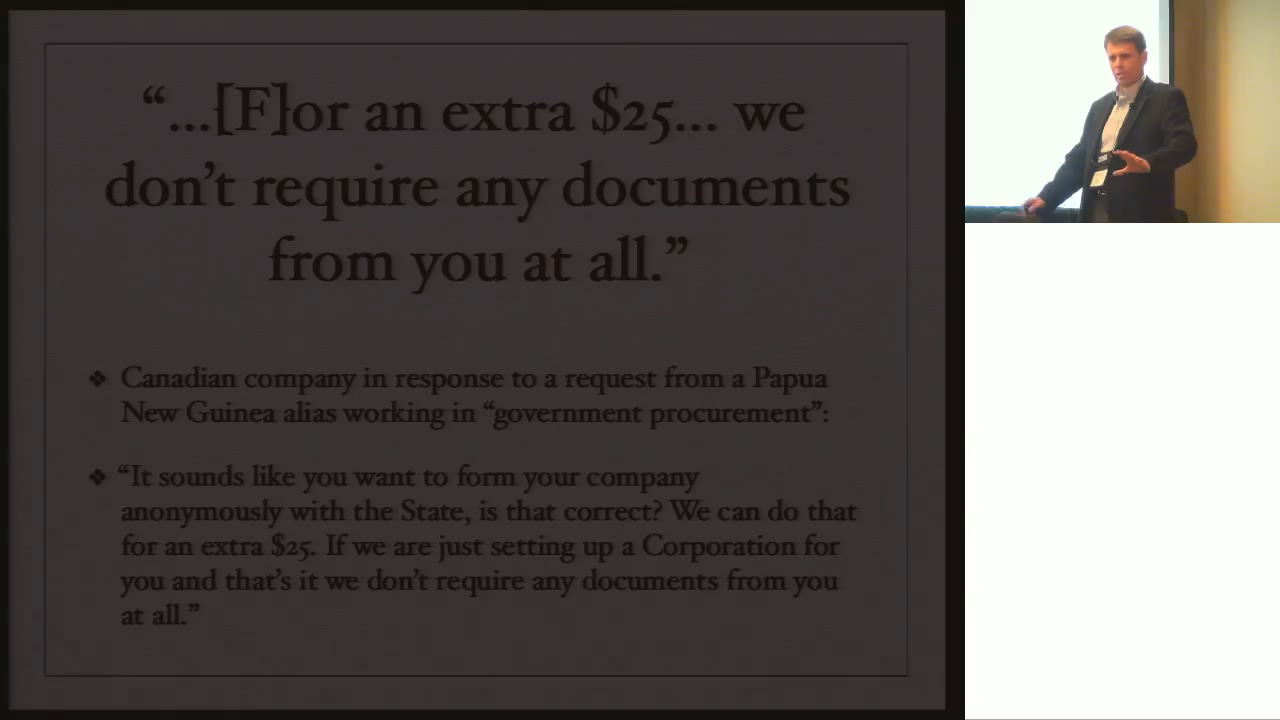 “...[F]or an extra $25... we
don’t require any documents
from you at all.”
❖ Canadian company in response to a request from a Papua
New Guinea alias working in “government procurement”:
❖ “It sounds like you want to form your company
anonymously with the State, is that correct? We can do that
for an extra $25. If we are just setting up a Corporation for
you and that’s it we don’t require any documents from you
at all.”